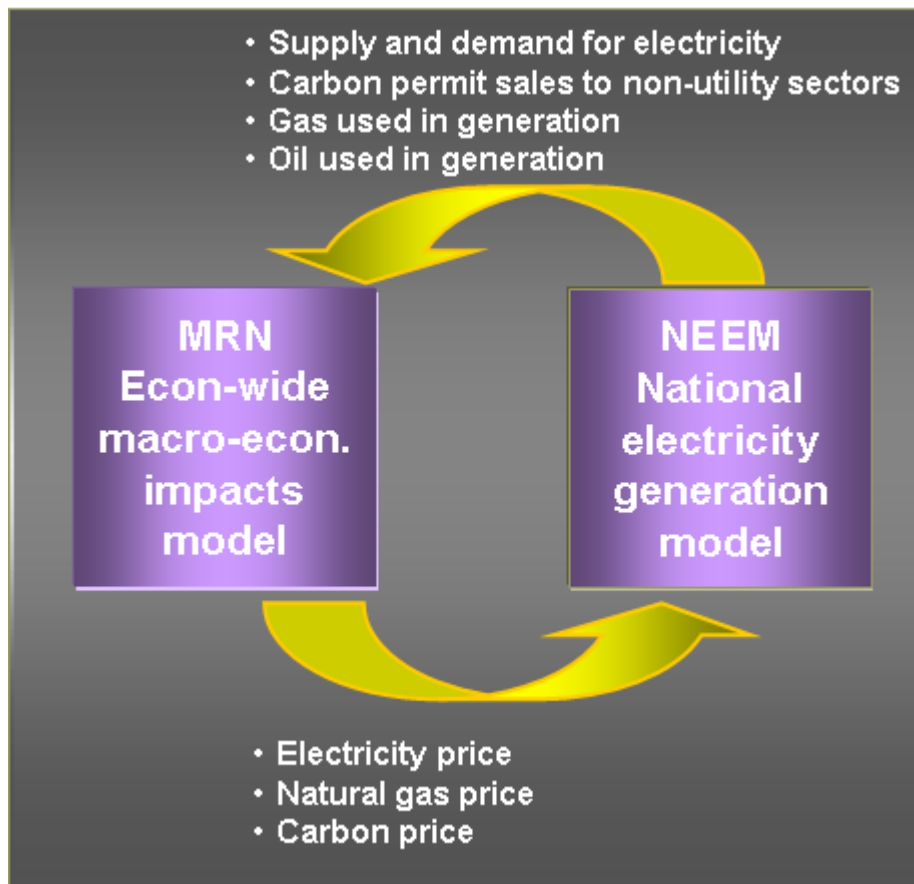 • Supply and demand for electricity
• Carbon permit sales to non-utility sectors
• Gas used in generation
• Oil used in generation
MRN
Econ-wide
macro-econ.
impacts
model
NEEM
National
electricity
generation
model
• Electricity price
• Natural gas price
• Carbon price